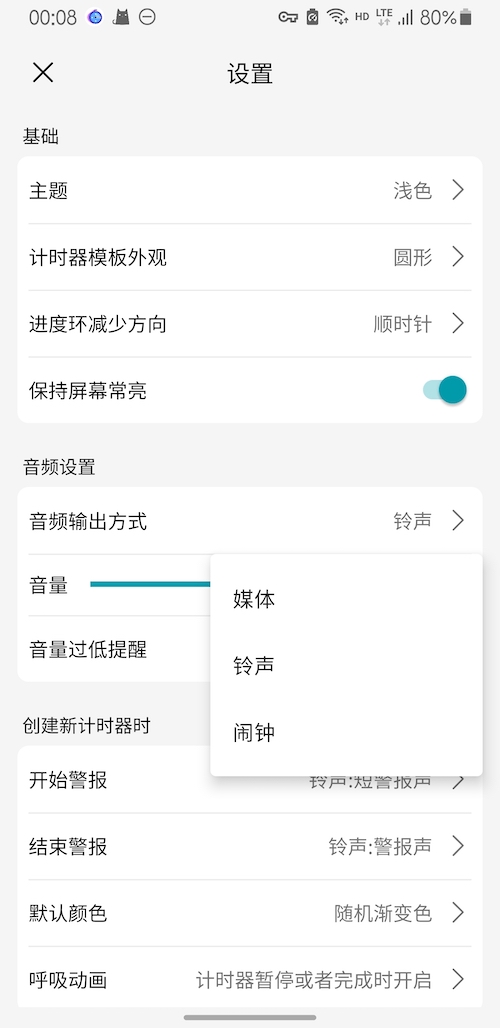 00:08 HD LTE 80%
设置
基础
主题 浅色
计时器模板外观 圆形
进度环减少方向 顺时针
保持屏幕常亮
音频设置
音频输出方式 铃声
音量
媒体
音量过低提醒
铃声
闹钟
创建新计时器时
开始警报 铃声:短警报声
结束警报 铃声:警报声
默认颜色 随机渐变色
呼吸动画 计时器暂停或者完成时开启